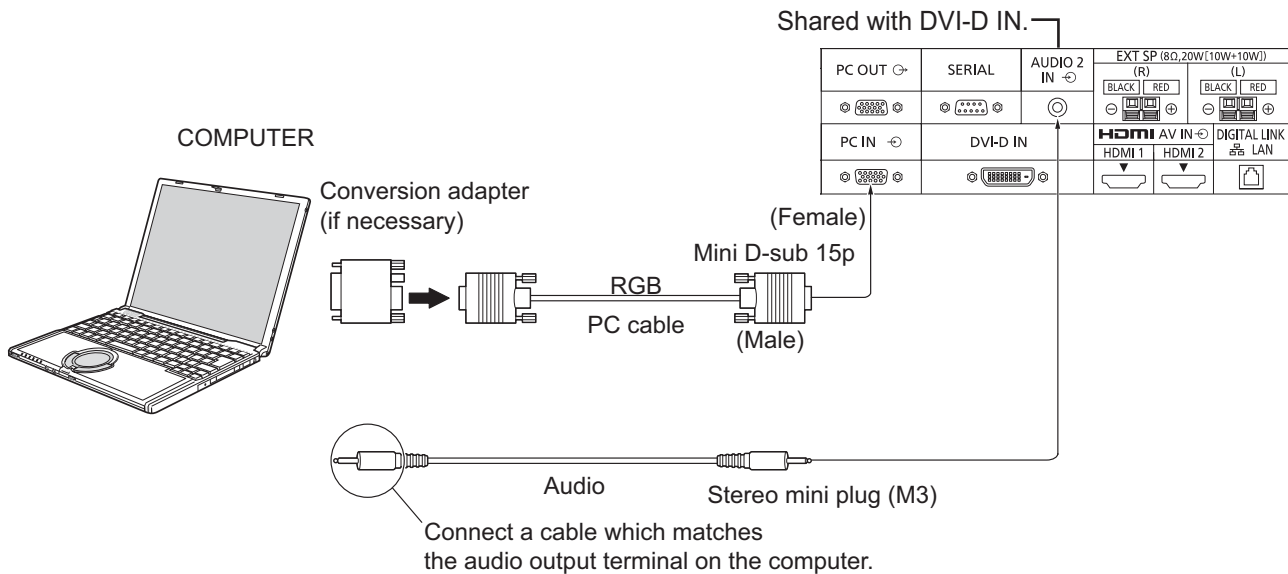 Shared with DVI-D IN.
PC OUT
SERIAL
AUDIO 2
IN
EXT SP (8Ω,20W[10W+10W])
(R)
(L)
BLACK RED
BLACK RED
PC IN
DVI-D IN
HDMI AV IN
DIGITAL LINK
LAN
HDMI 1
HDMI 2
COMPUTER
Conversion adapter
(if necessary)
(Female)
Mini D-sub 15p
RGB
PC cable
(Male)
Audio
Stereo mini plug (M3)
Connect a cable which matches
the audio output terminal on the computer.